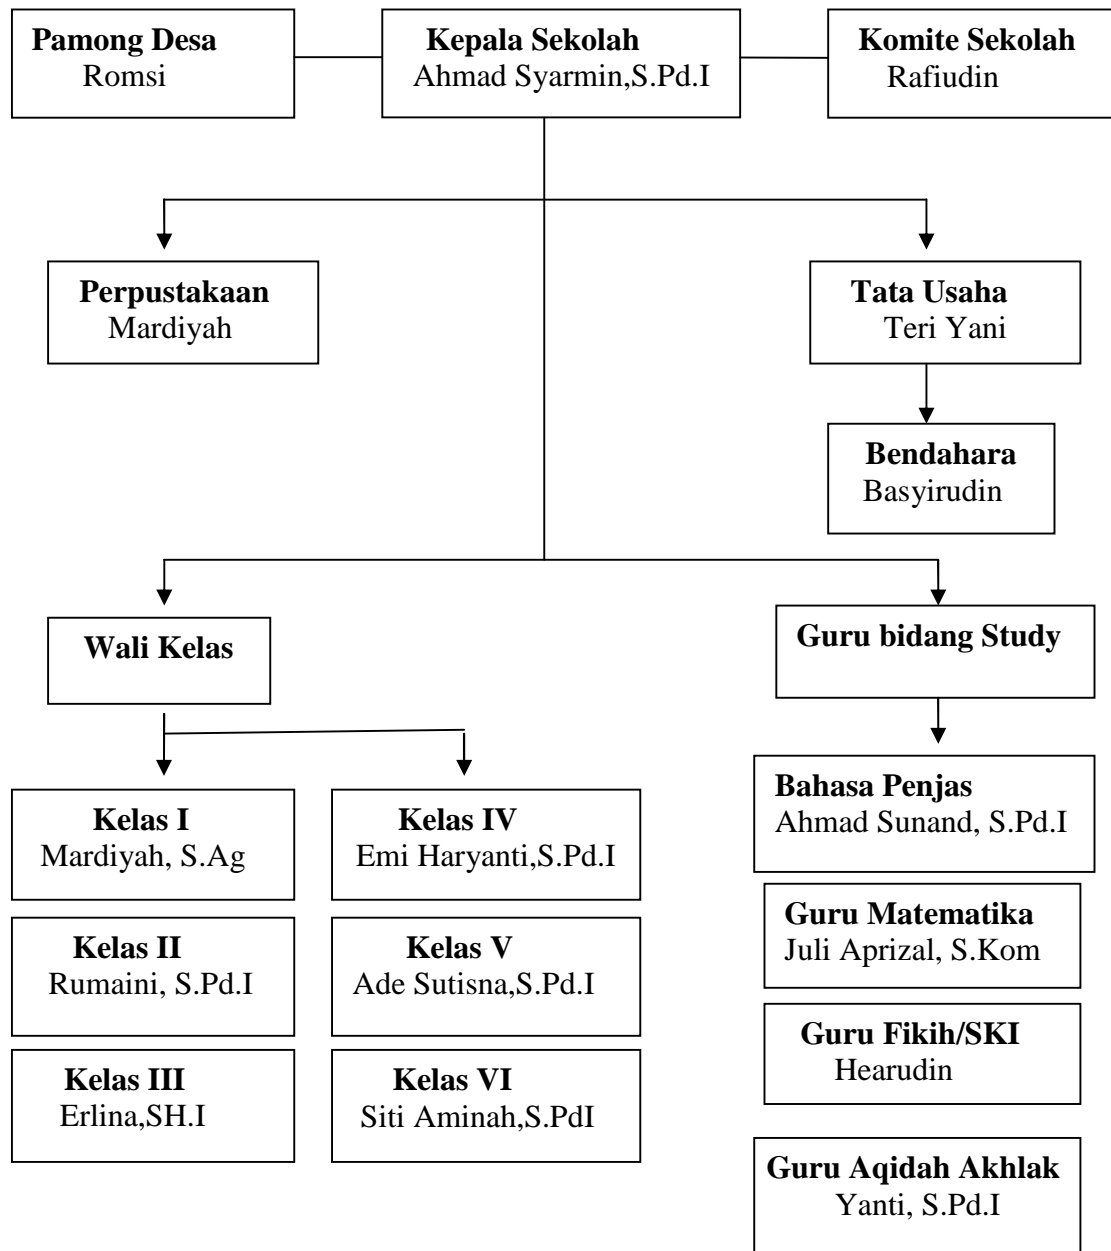 Pamong Desa
Romsi
Kepala Sekolah
Ahmad Syarmin,S.Pd.I
Komite Sekolah
Rafiudin
Perpustakaan
Mardiyah
Tata Usaha
Teri Yani
Bendahara
Basyirudin
Wali Kelas
Guru bidang Study
Kelas I
Mardiyah, S.Ag
Kelas IV
Emi Haryanti,S.Pd.I
Bahasa Penjas
Ahmad Sunand, S.Pd.I
Kelas II
Rumaini, S.Pd.I
Kelas V
Ade Sutisna,S.Pd.I
Guru Matematika
Juli Aprizal, S.Kom
Kelas III
Erlina,SH.I
Kelas VI
Siti Aminah,S.PdI
Guru Fikih/SKI
Hearudin
Guru Aqidah Akhlak
Yanti, S.Pd.I